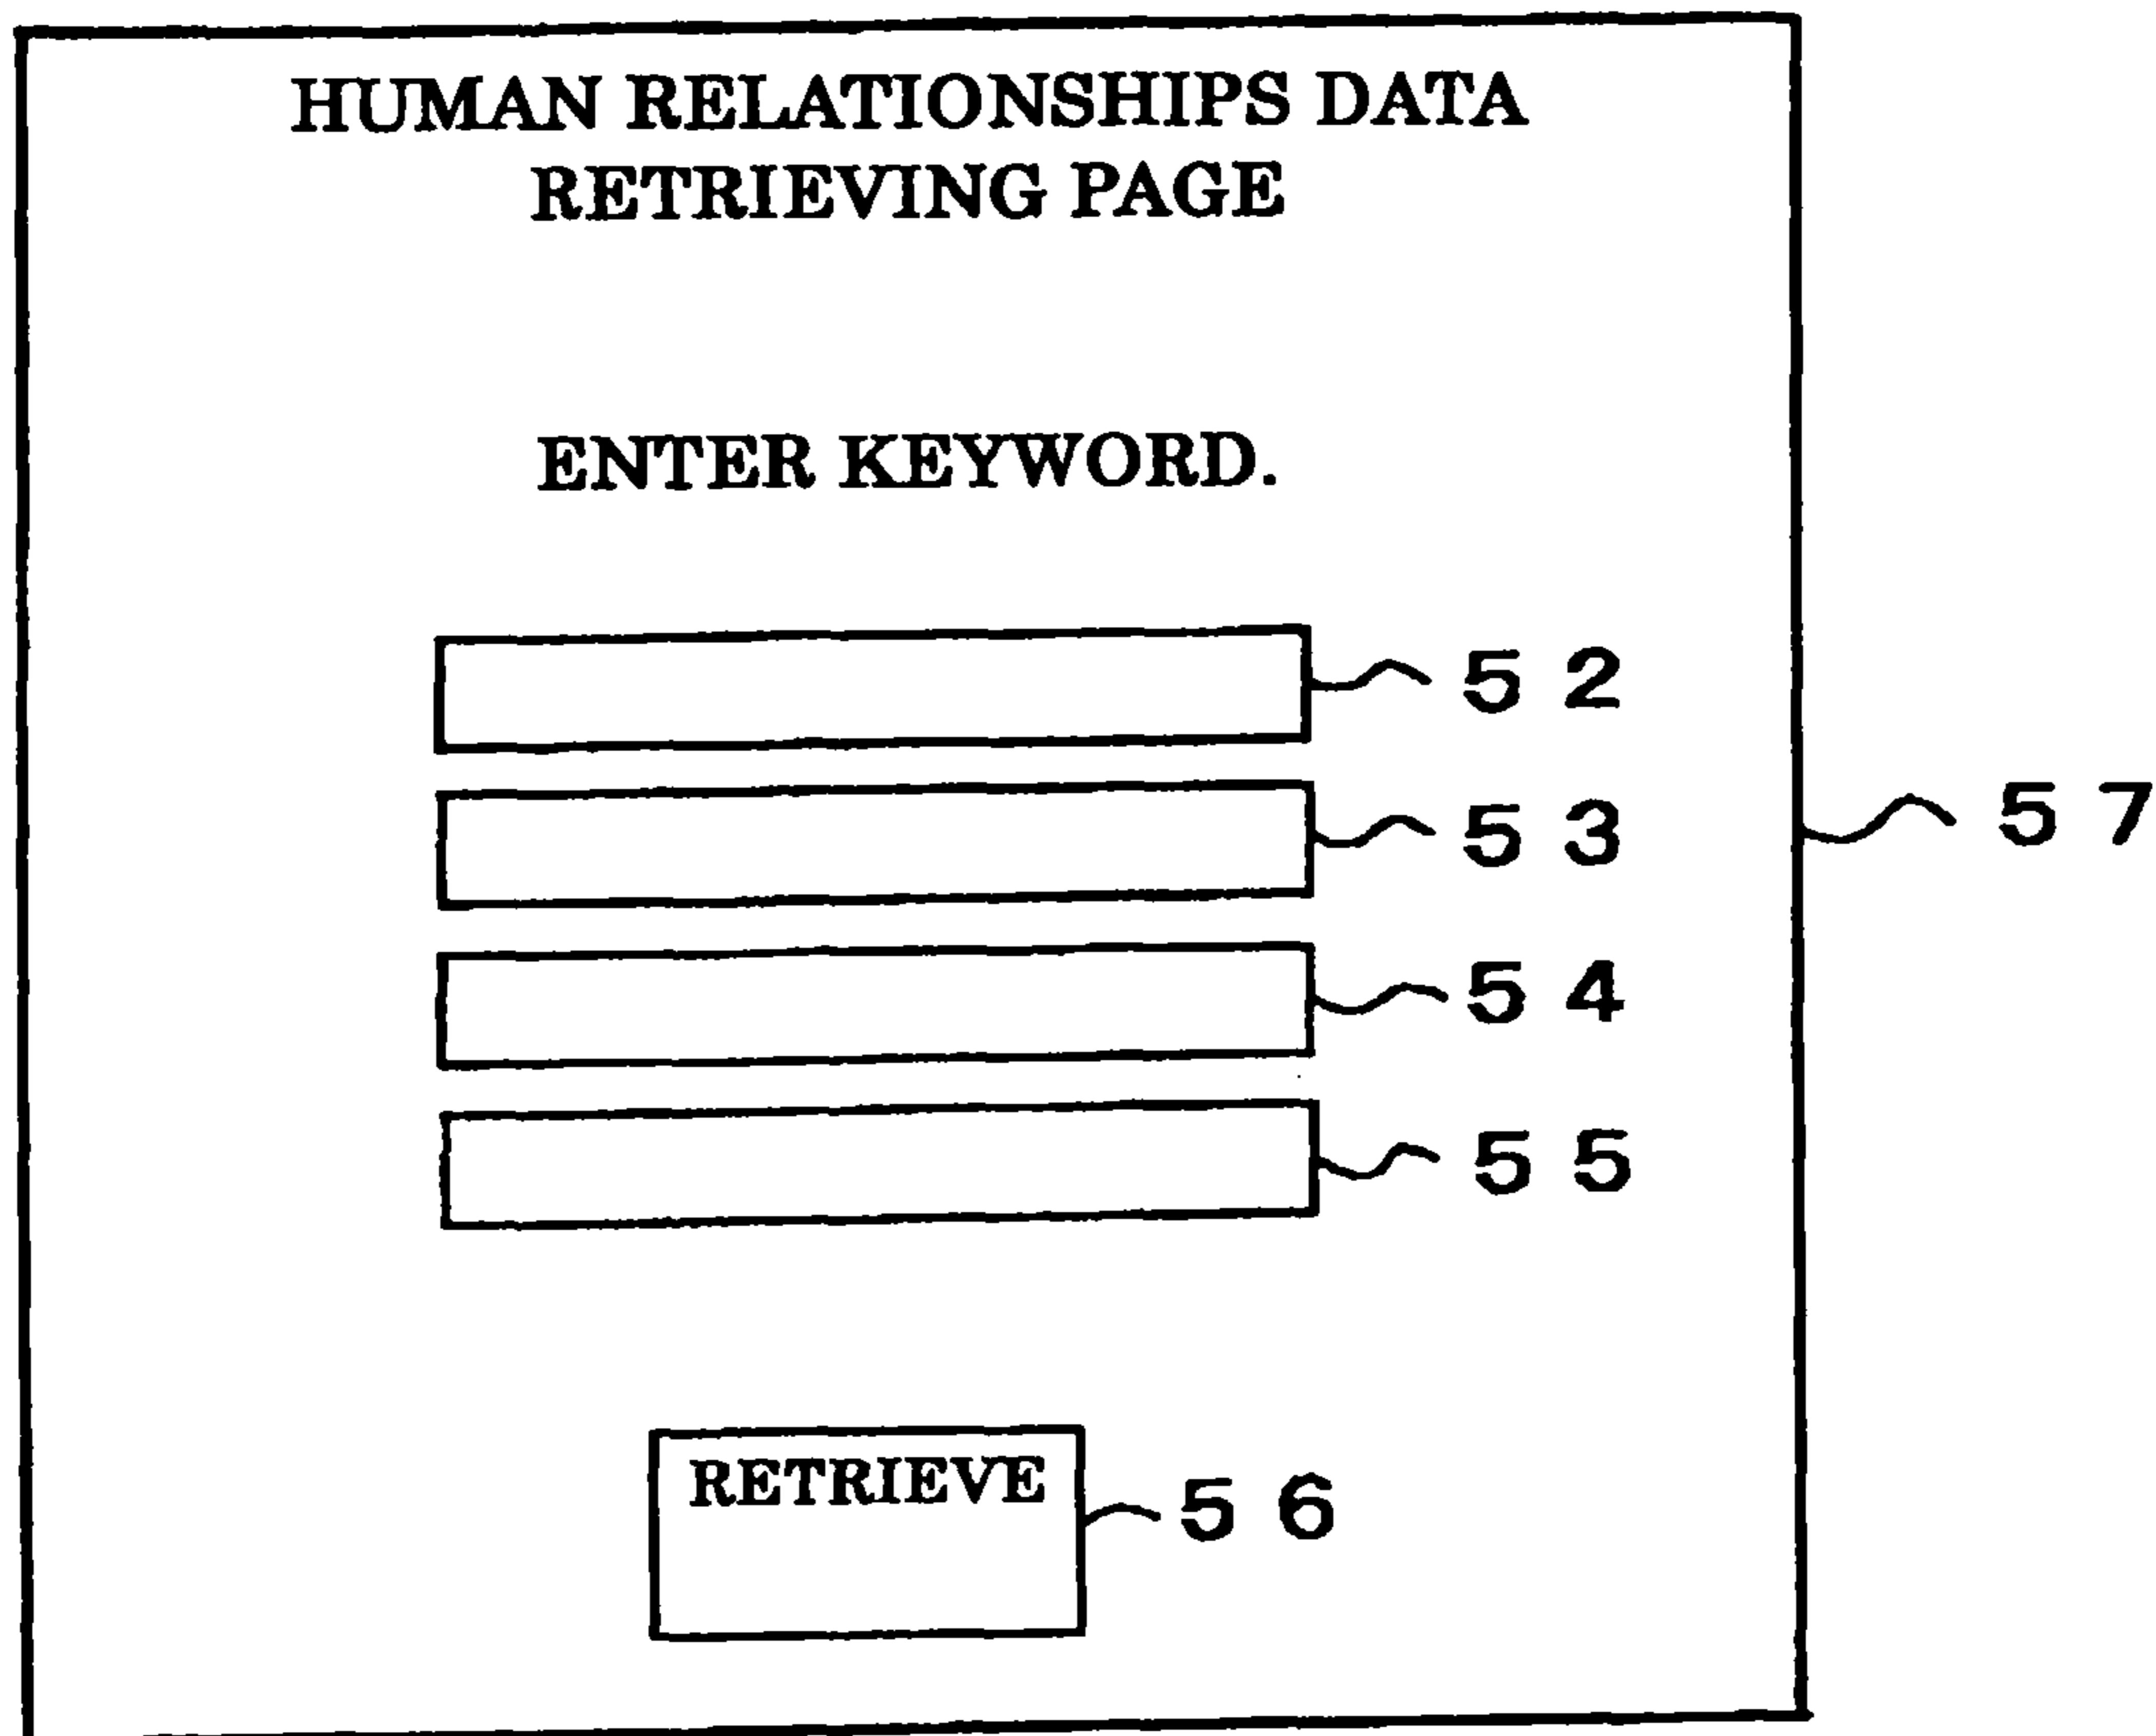 HUMAN RELATIONSHIPS DATA
RETRIEVING PAGE
ENTER KEYWORD.
52
53
57
54
55
RETRIEVE
56